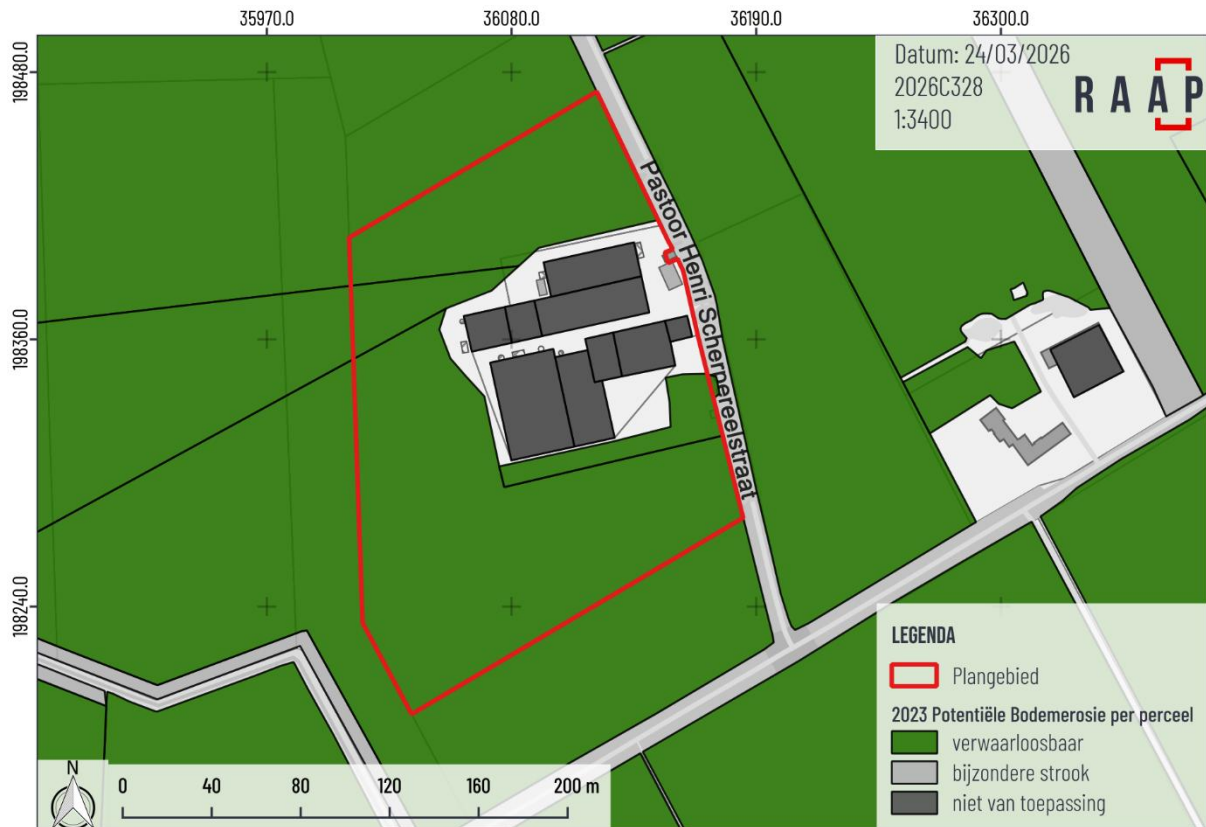 35970.0 36080.0 36190.0 36300.0
198480.0
198360.0
198240.0
Datum: 24/03/2026
2026C328
1:3400
RAAP
Pastoor Henri Scherpereelstraat
LEGENDA
Plangebied
2023 Potentiële Bodemerosie per perceel
verwaarloosbaar
bijzondere strook
niet van toepassing
N
0 40 80 120 160 200 m